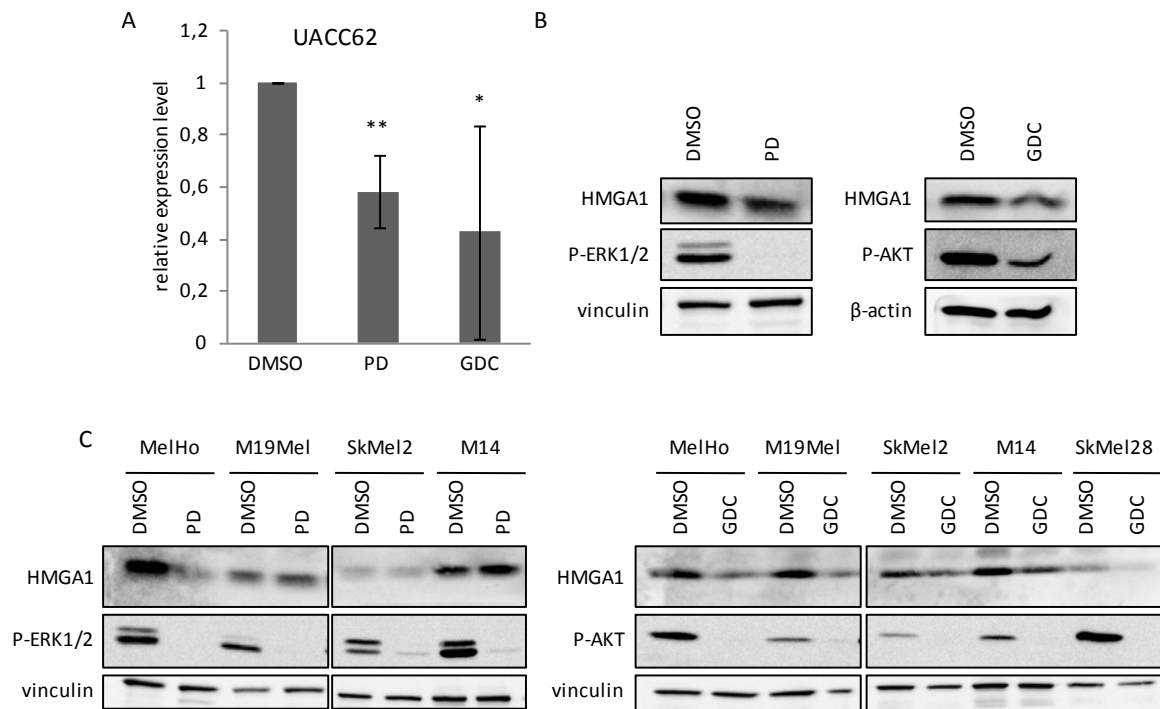 A
UACC62
relative expression level
1,2
1
0,8
0,6
0,4
0,2
0
**
*
DMSO PD GDC
B
DMSO PD
HMGA1
P-ERK1/2
vinculin
DMSO GDC
HMGA1
P-AKT
β-actin
C
MelHo M19Mel SkMel2 M14
DMSO PD DMSO PD DMSO PD DMSO PD
HMGA1
P-ERK1/2
vinculin
MelHo M19Mel SkMel2 M14 SkMel28
DMSO GDC DMSO GDC DMSO GDC DMSO GDC DMSO GDC
HMGA1
P-AKT
vinculin